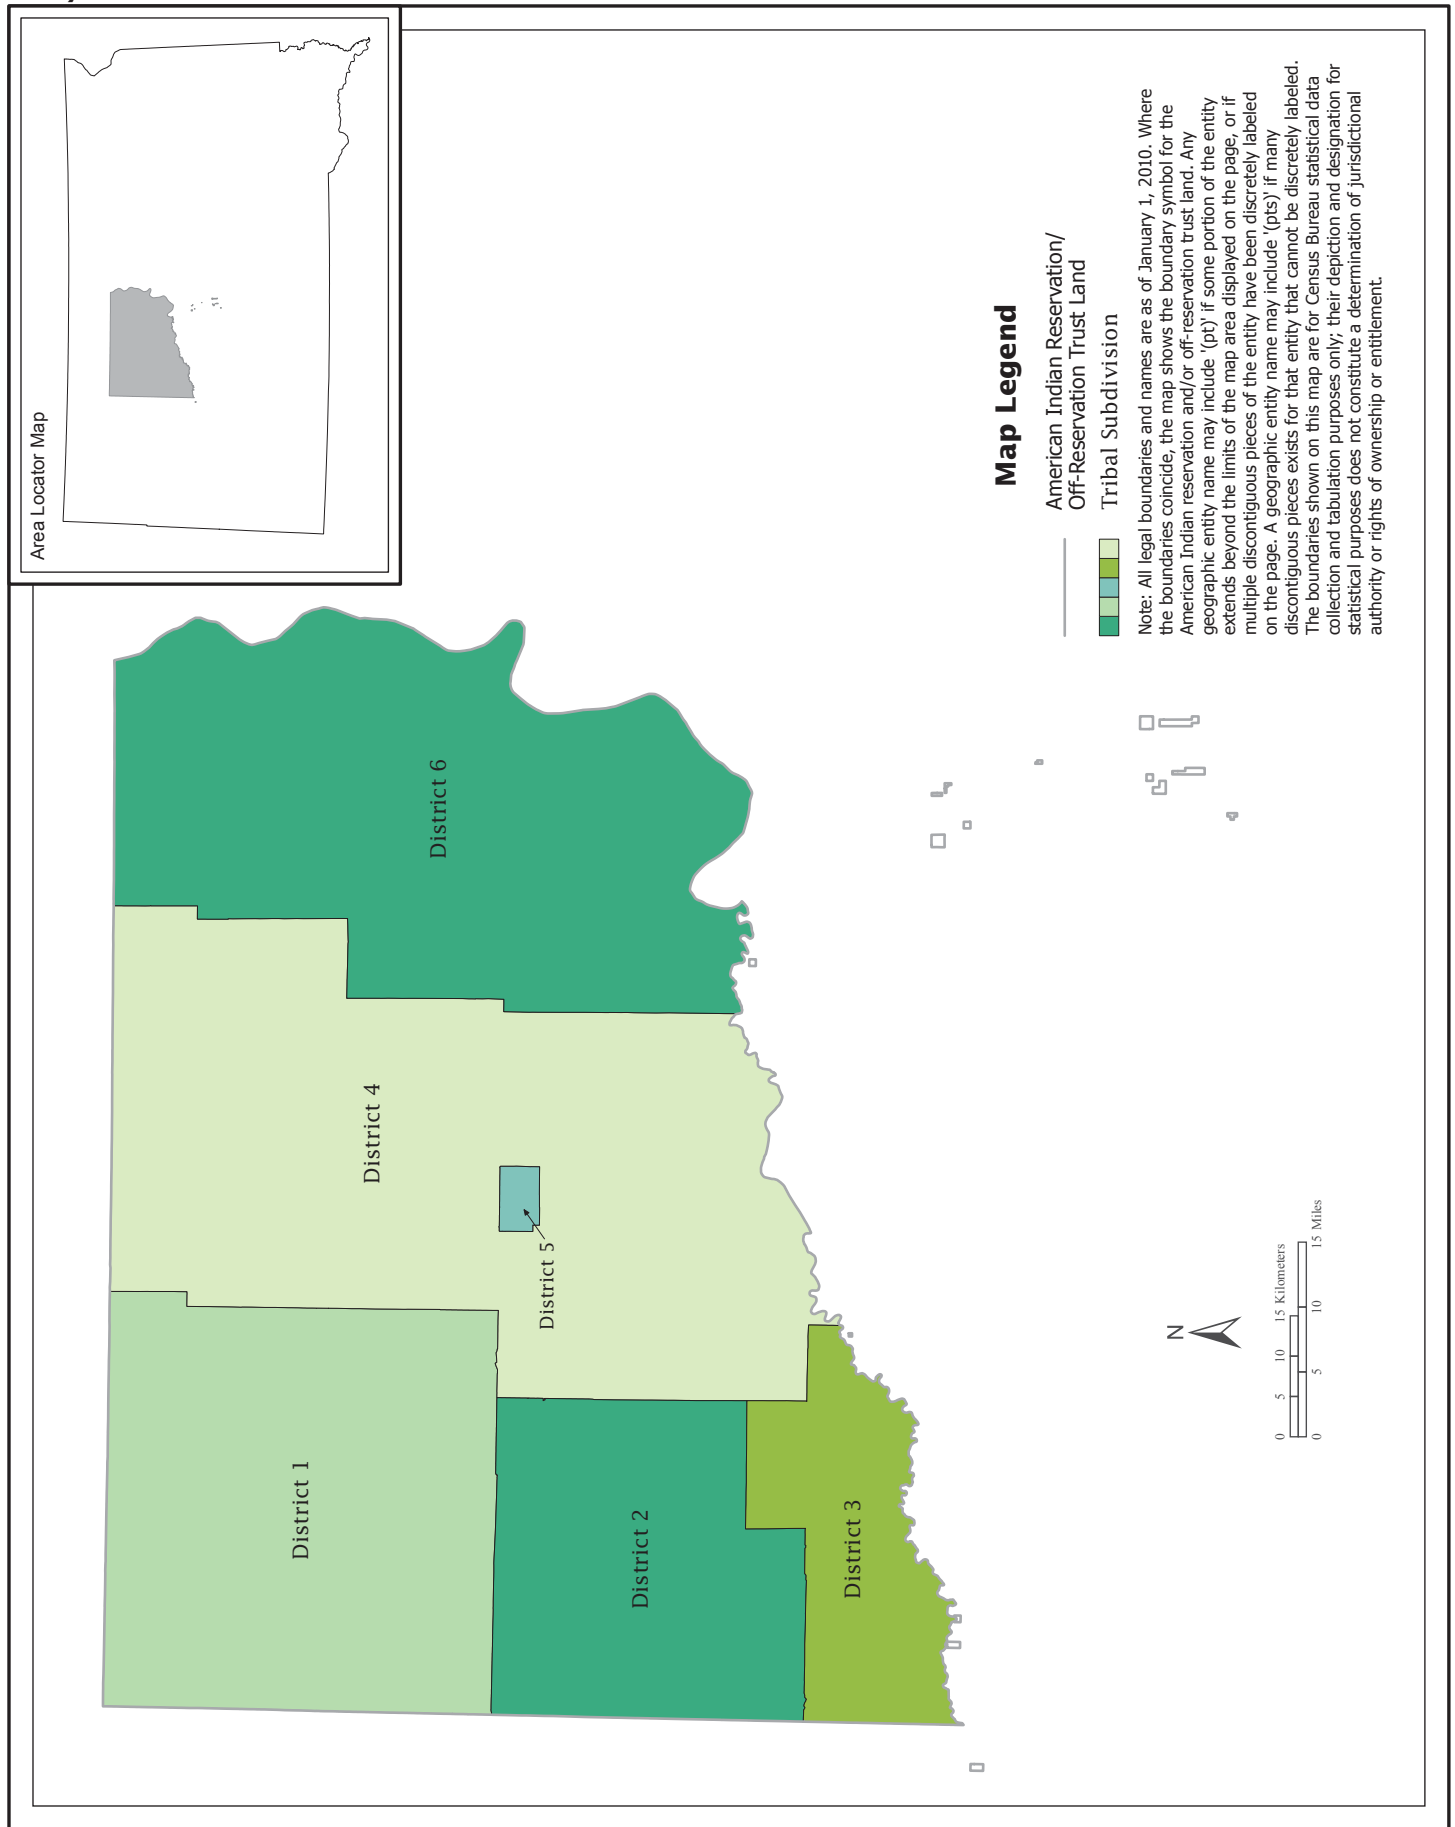 Area Locator Map
District 1
District 2
District 3
District 4
District 5
District 6
N
0 5 10 15 Kilometers
0 5 10 15 Miles
Map Legend
American Indian Reservation/
Off-Reservation Trust Land
Tribal Subdivision
Note: All legal boundaries and names are as of January 1, 2010. Where
the boundaries coincide, the map shows the boundary symbol for the
American Indian reservation and/or off-reservation trust land. Any
geographic entity name may include '(pt)' if some portion of the entity
extends beyond the limits of the map area displayed on the page, or if
multiple discontiguous pieces of the entity have been discretely labeled
on the page. A geographic entity name may include '(pts)' if many
discontiguous pieces exists for that entity that cannot be discretely labeled.
The boundaries shown on this map are for Census Bureau statistical data
collection and tabulation purposes only; their depiction and designation for
statistical purposes does not constitute a determination of jurisdictional
authority or rights of ownership or entitlement.